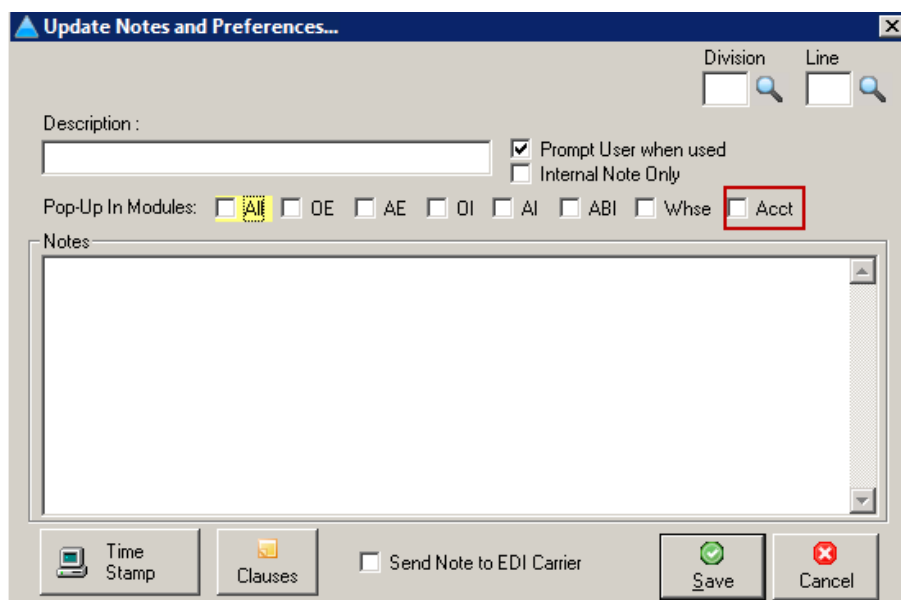 Update Notes and Preferences...
Division Line
Description :
Prompt User when used
Internal Note Only
Pop-Up In Modules: All OE AE OI AI ABI Whse Acct
Notes
Time Stamp
Clauses
Send Note to EDI Carrier
Save
Cancel